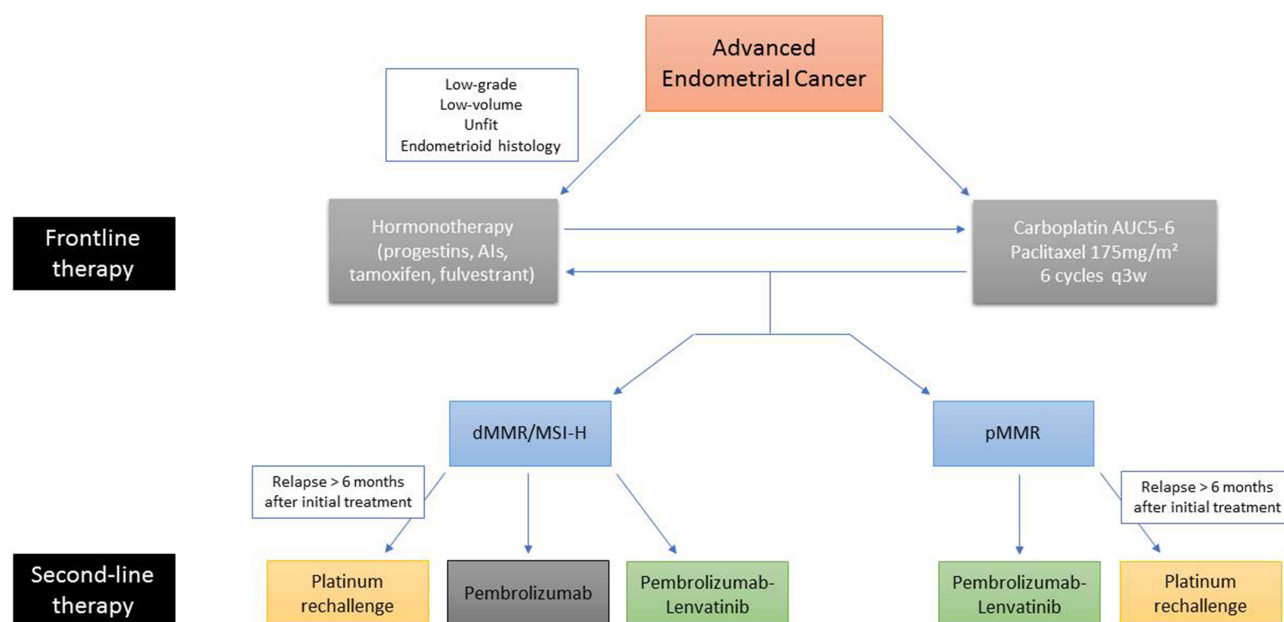 Advanced
Endometrial Cancer
Low-grade
Low-volume
Unfit
Endometrioid histology
Frontline
therapy
Hormonotherapy
(progestins, AIs,
tamoxifen, fulvestrant)
Carboplatin AUC5-6
Paclitaxel 175mg/m²
6 cycles q3w
dMMR/MSI-H
pMMR
Relapse > 6 months
after initial treatment
Relapse > 6 months
after initial treatment
Second-line
therapy
Platinum
rechallenge
Pembrolizumab
Pembrolizumab-
Lenvatinib
Pembrolizumab-
Lenvatinib
Platinum
rechallenge